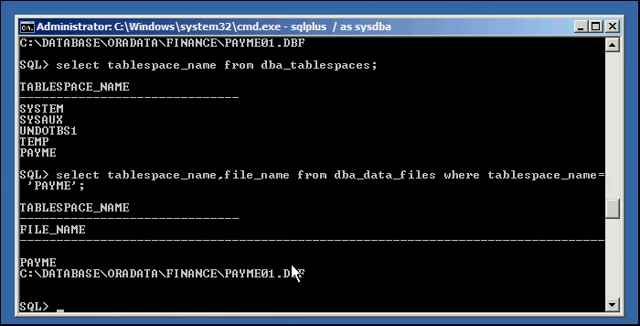 Administrator: C:\Windows\system32\cmd.exe - sqlplus / as sysdba
C:\DATABASE\ORADATA\FINANCE\PAYME01.DBF
SQL> select tablespace_name from dba_tablespaces;
TABLESPACE_NAME
------------------------------
SYSTEM
SYSAUX
UNDOTBS1
TEMP
PAYME
SQL> select tablespace_name,file_name from dba_data_files where tablespace_name=
'PAYME';
TABLESPACE_NAME
------------------------------
FILE_NAME
--------------------------------------------------------------------------------
PAYME
C:\DATABASE\ORADATA\FINANCE\PAYME01.DBF
SQL> _